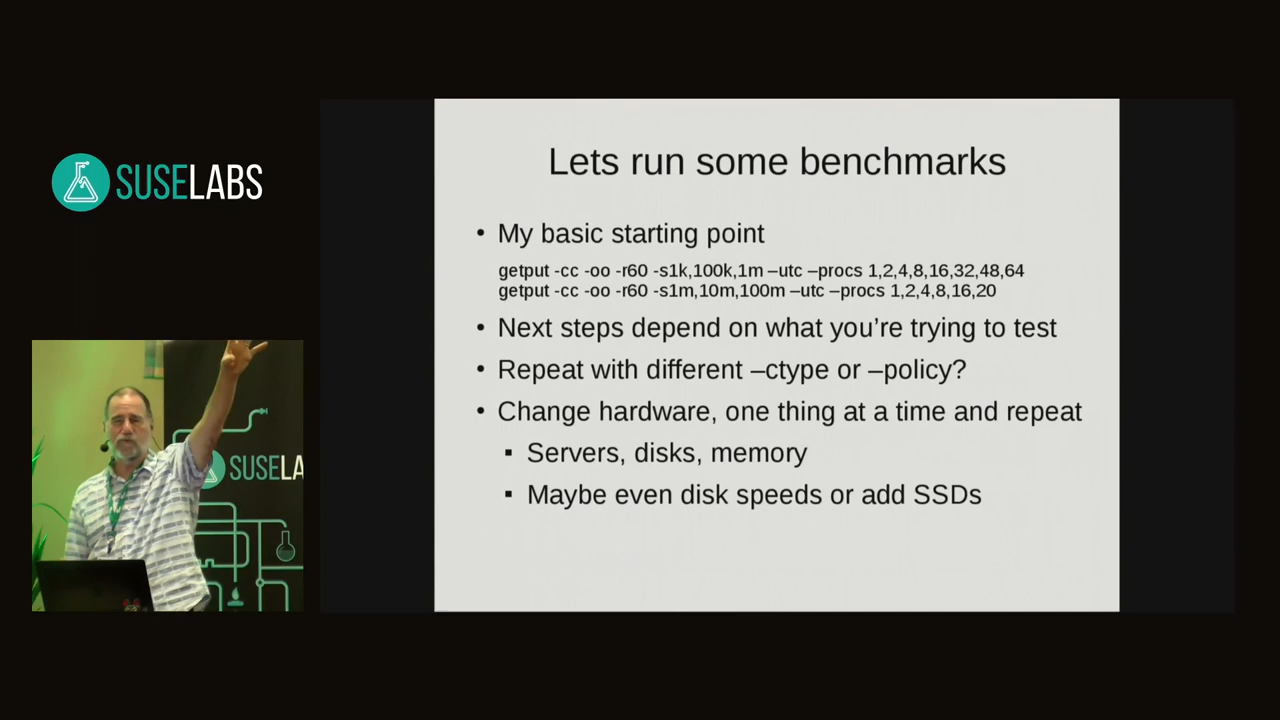 SUSELABS
Lets run some benchmarks
• My basic starting point
getput -cc -oo -r60 -s1k,100k,1m –utc –procs 1,2,4,8,16,32,48,64
getput -cc -oo -r60 -s1m,10m,100m –utc –procs 1,2,4,8,16,20
• Next steps depend on what you’re trying to test
• Repeat with different –ctype or –policy?
• Change hardware, one thing at a time and repeat
▪ Servers, disks, memory
▪ Maybe even disk speeds or add SSDs
SUSELA